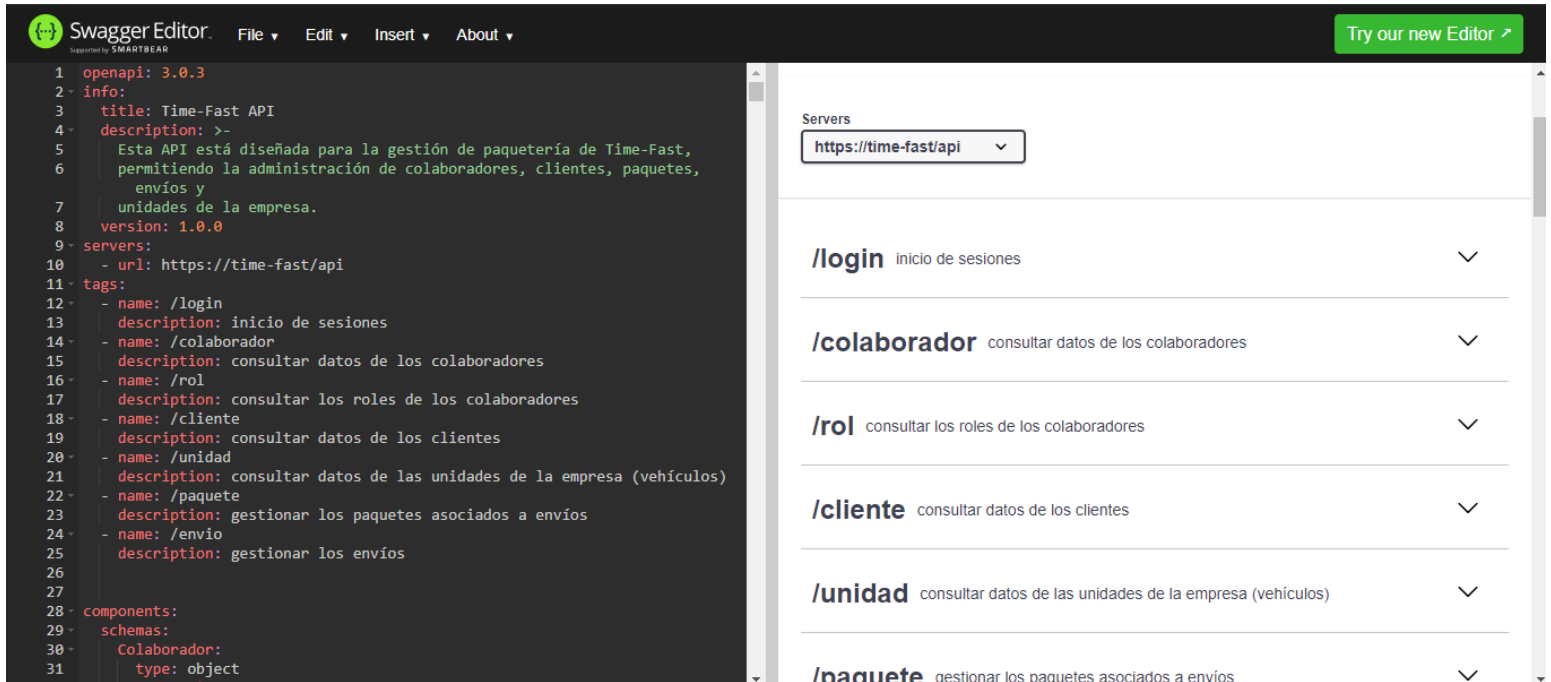 Swagger Editor.
Supported by SMARTBEAR
File ▾ Edit ▾ Insert ▾ About ▾
Try our new Editor ↗
1 openapi: 3.0.3
2 info:
3 title: Time-Fast API
4 description: >-
5 Esta API está diseñada para la gestión de paquetería de Time-Fast,
6 permitiendo la administración de colaboradores, clientes, paquetes,
envíos y
7 unidades de la empresa.
8 version: 1.0.0
9 servers:
10 - url: https://time-fast/api
11 tags:
12 - name: /login
13 description: inicio de sesiones
14 - name: /colaborador
15 description: consultar datos de los colaboradores
16 - name: /rol
17 description: consultar los roles de los colaboradores
18 - name: /cliente
19 description: consultar datos de los clientes
20 - name: /unidad
21 description: consultar datos de las unidades de la empresa (vehículos)
22 - name: /paquete
23 description: gestionar los paquetes asociados a envíos
24 - name: /envio
25 description: gestionar los envíos
26
27
28 components:
29 schemas:
30 Colaborador:
31 type: object
Servers
https://time-fast/api
/login inicio de sesiones
/colaborador consultar datos de los colaboradores
/rol consultar los roles de los colaboradores
/cliente consultar datos de los clientes
/unidad consultar datos de las unidades de la empresa (vehículos)
/paquete gestionar los paquetes asociados a envíos